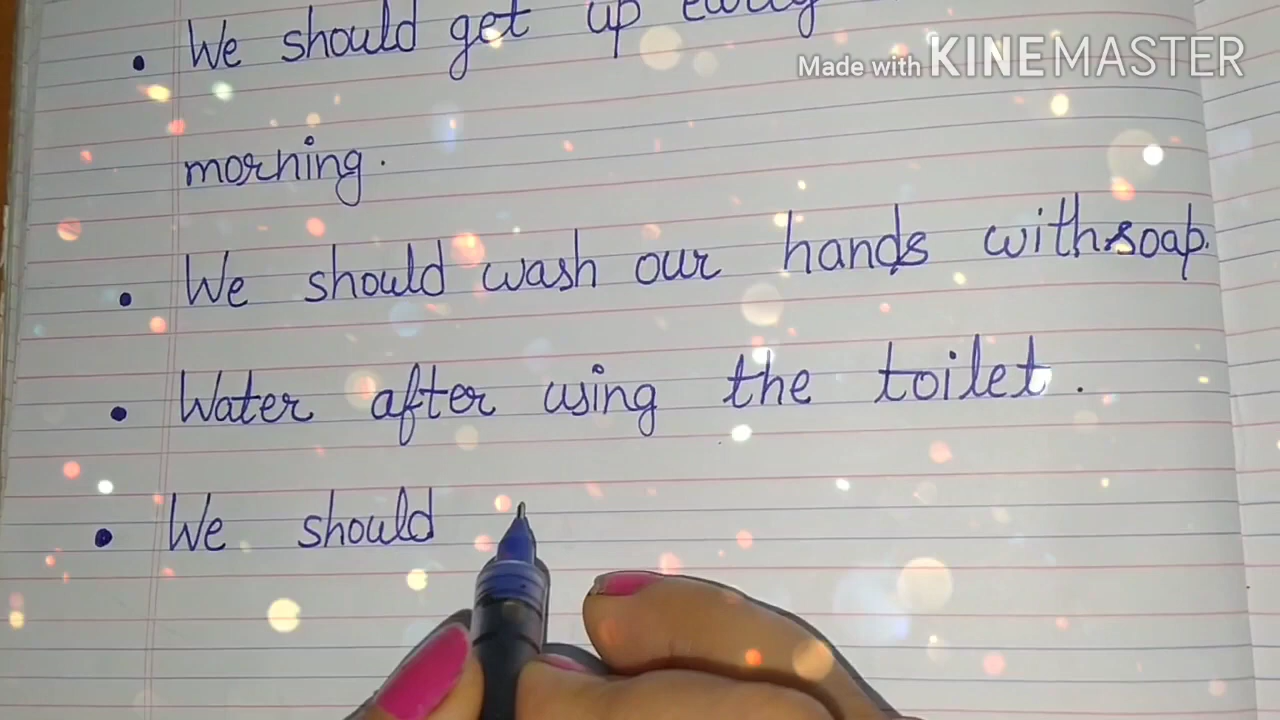 • We should get up early
Made with KINEMASTER
morning.
• We should wash our hands with soap.
• Water after using the toilet.
• We should